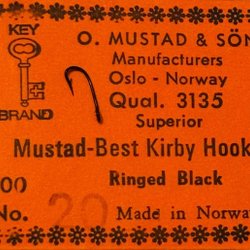 KEY
BRAND
O. MUSTAD & SÖN
Manufacturers
Oslo - Norway
Qual. 3135
Superior
Mustad-Best Kirby Hook
00 Ringed Black
No. 20 Made in Norw